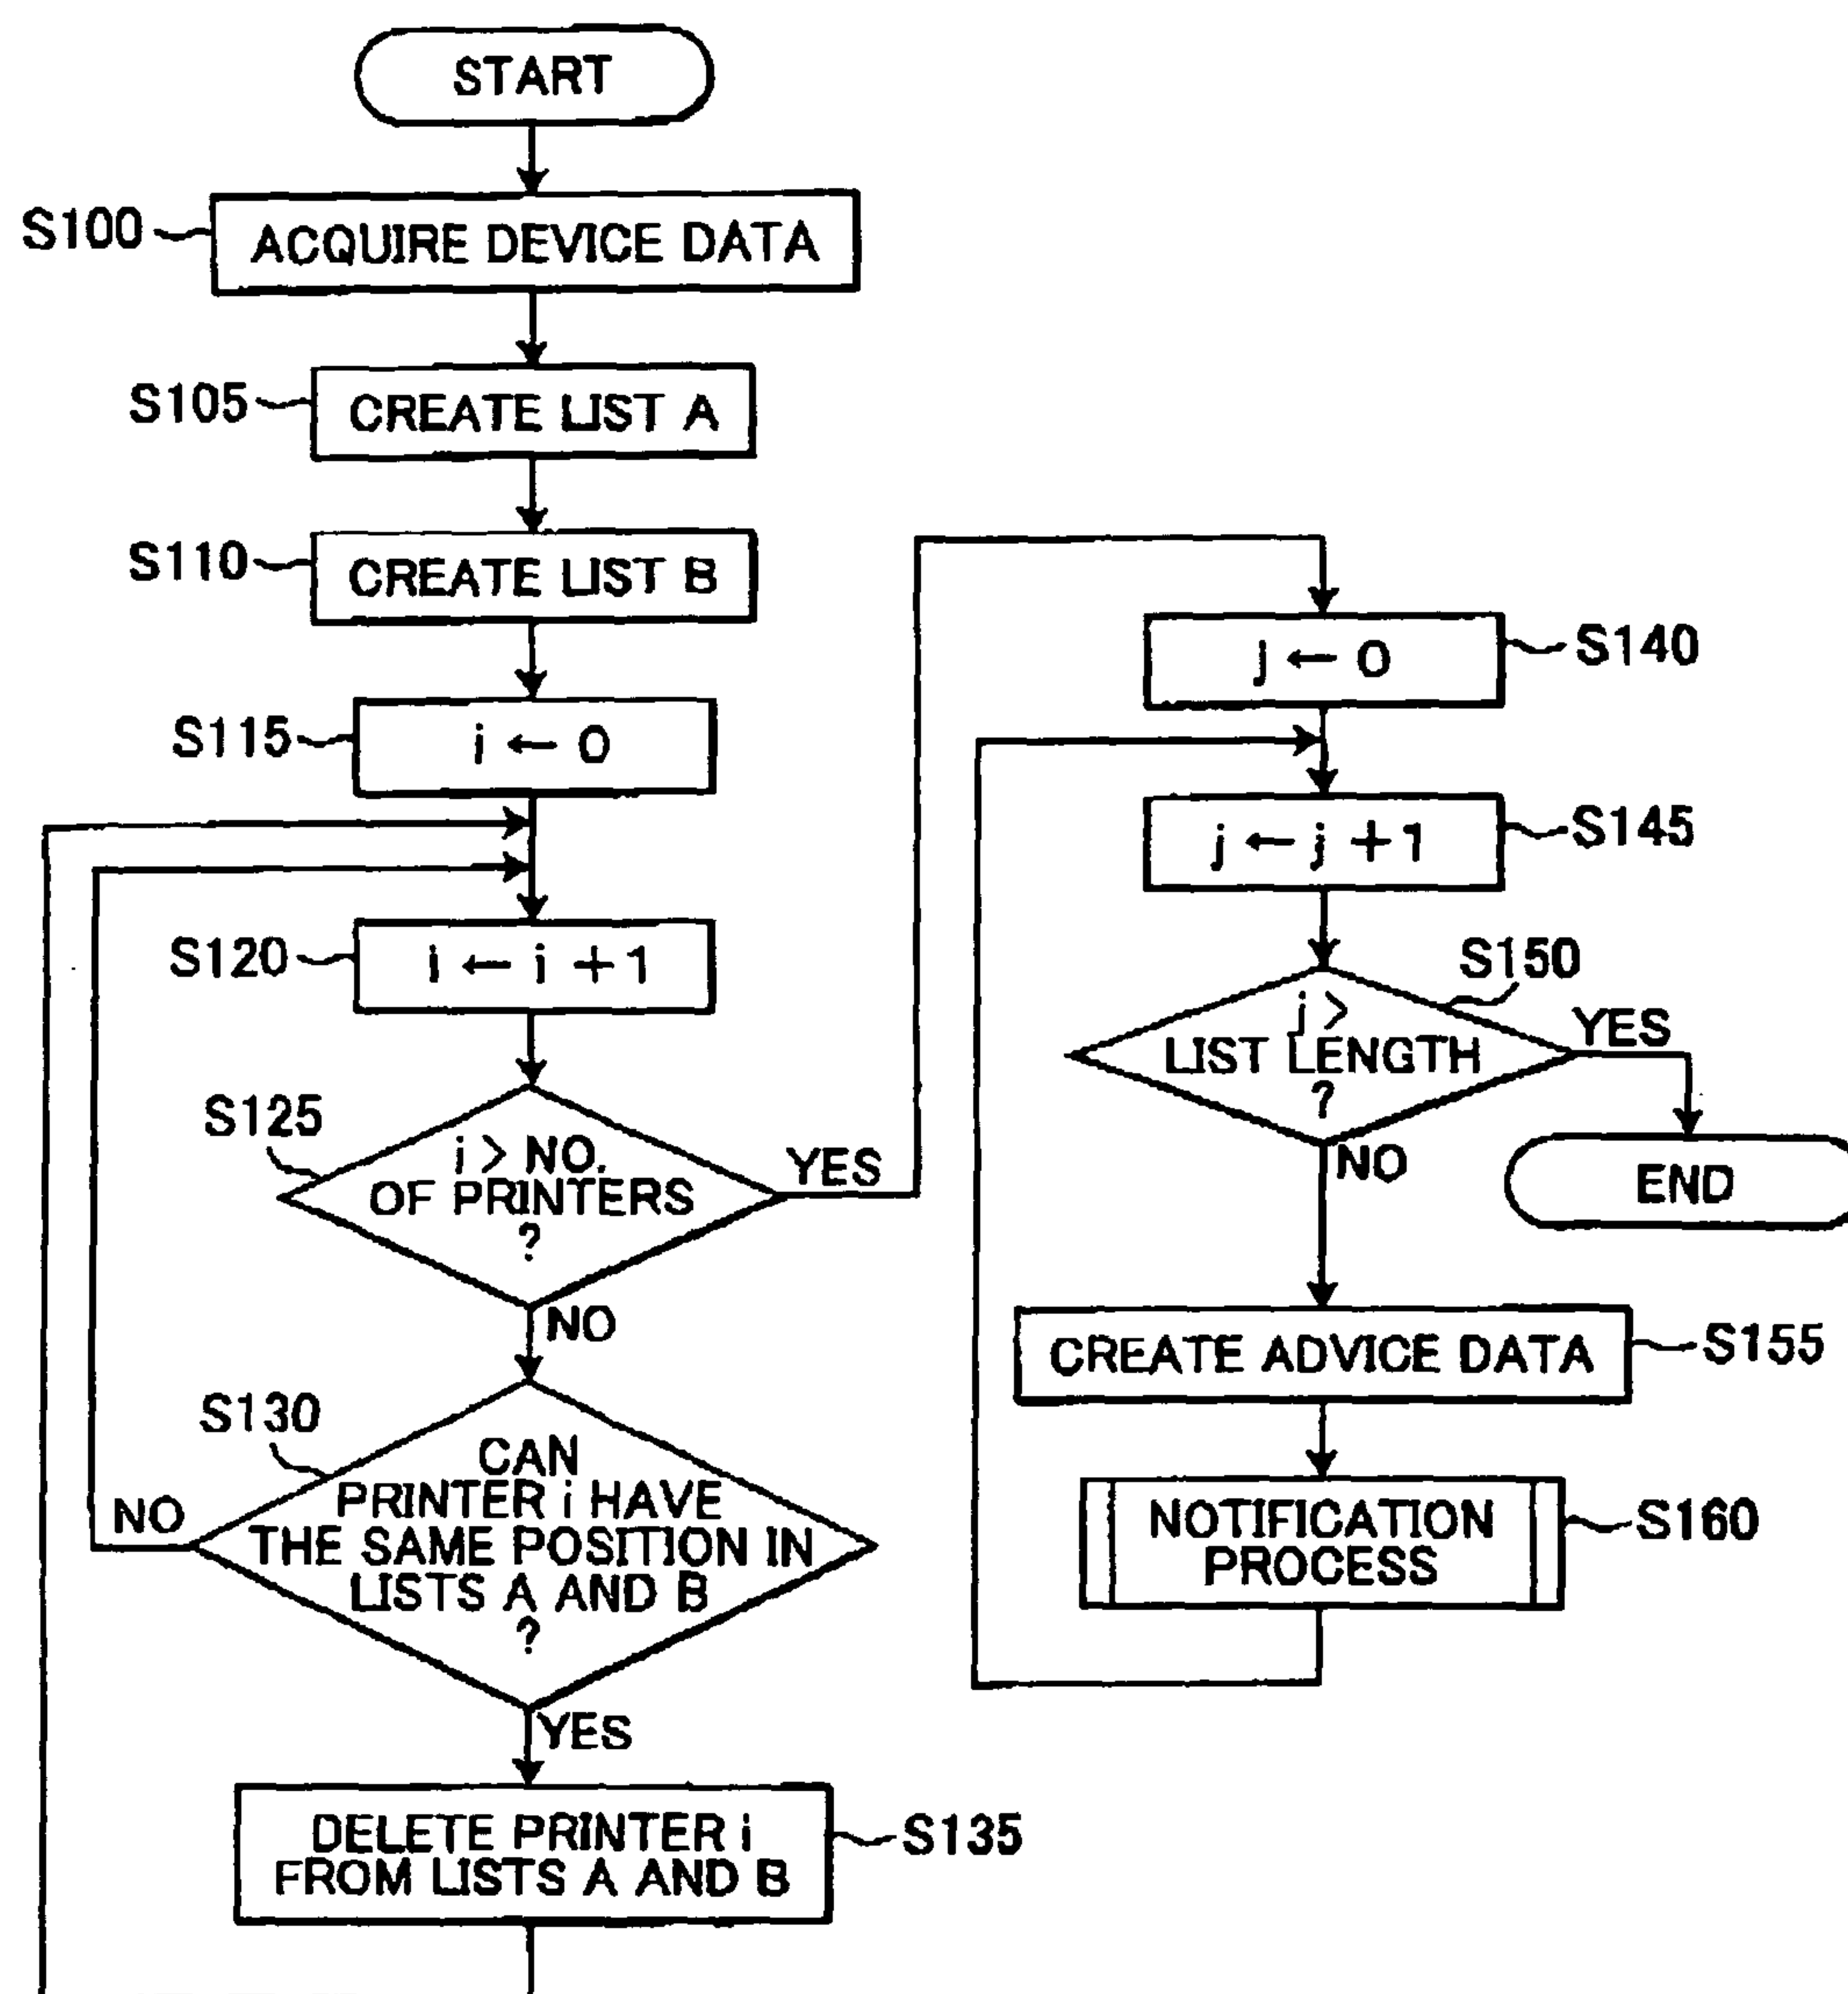 START
S100
ACQUIRE DEVICE DATA
S105
CREATE LIST A
S110
CREATE LIST B
S115
i ← 0
S120
i ← i + 1
S125
i > NO.
OF PRINTERS
?
YES
NO
S130
CAN
PRINTER i HAVE
THE SAME POSITION IN
LISTS A AND B
?
NO
YES
DELETE PRINTER i
FROM LISTS A AND B
S135
j ← 0
S140
j ← j + 1
S145
S150
j >
LIST LENGTH
?
YES
NO
END
CREATE ADVICE DATA
S155
NOTIFICATION
PROCESS
S160